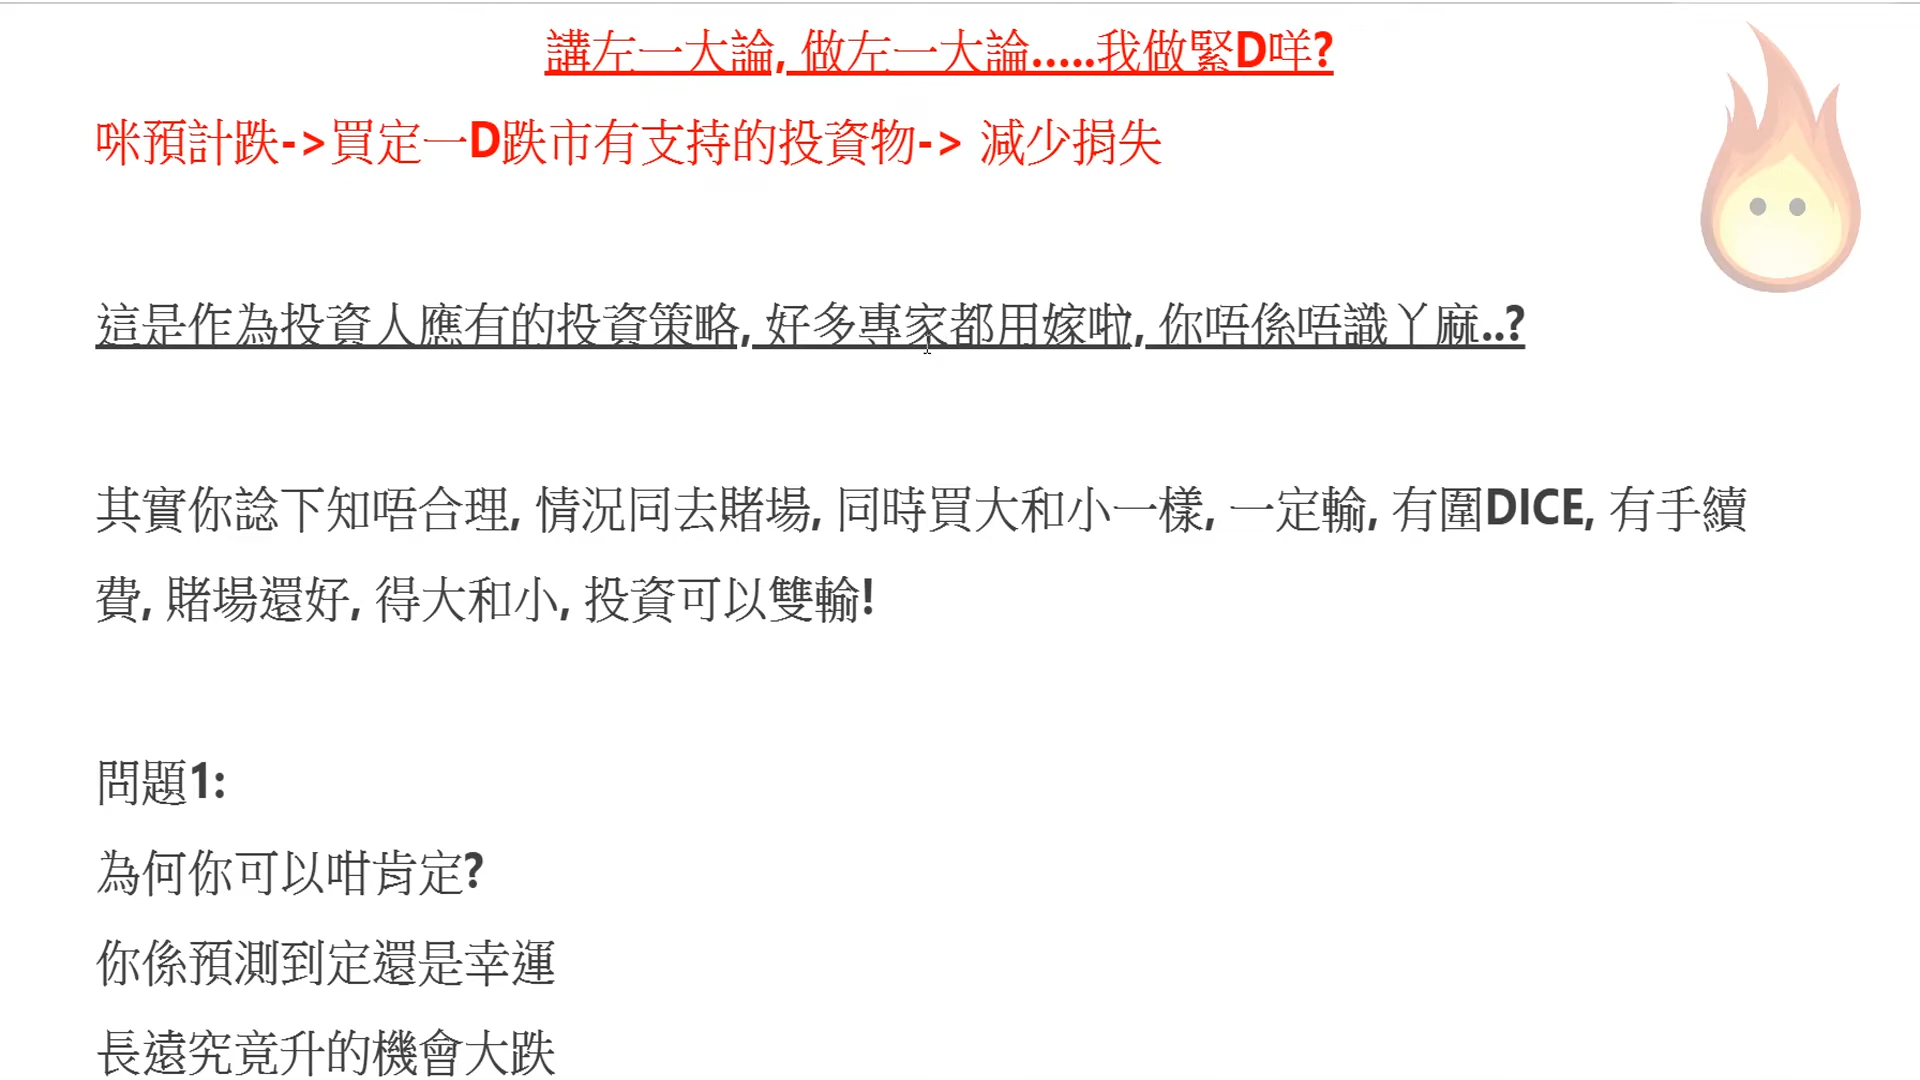 講左一大論, 做左一大論.....我做緊D咩?
咪預計跌->買定一D跌市有支持的投資物-> 減少捐失
這是作為投資人應有的投資策略, 好多專家都用嫁啦, 你唔係唔識丫麻..?
其實你諗下知唔合理, 情況同去賭場, 同時買大和小一樣, 一定輸, 有圍DICE, 有手續
費, 賭場還好, 得大和小, 投資可以雙輸!
問題1:
為何你可以咁肯定?
你係預測到定還是幸運
長遠究竟升的機會大跌